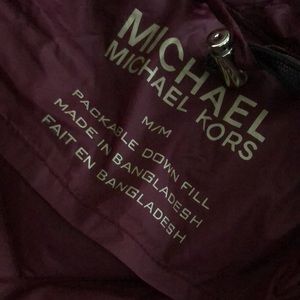 MICHAEL
MICHAEL KORS
M/M
PACKABLE DOWN FILL
MADE IN BANGLADESH
FAIT EN BANGLADESH